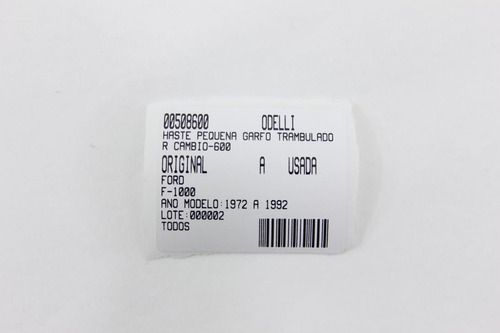 00508600 ODELLI
HASTE PEQUENA GARFO TRAMBULADO
R CAMBIO-600
ORIGINAL A USADA
FORD
F-1000
ANO MODELO:1972 A 1992
LOTE:000002
TODOS